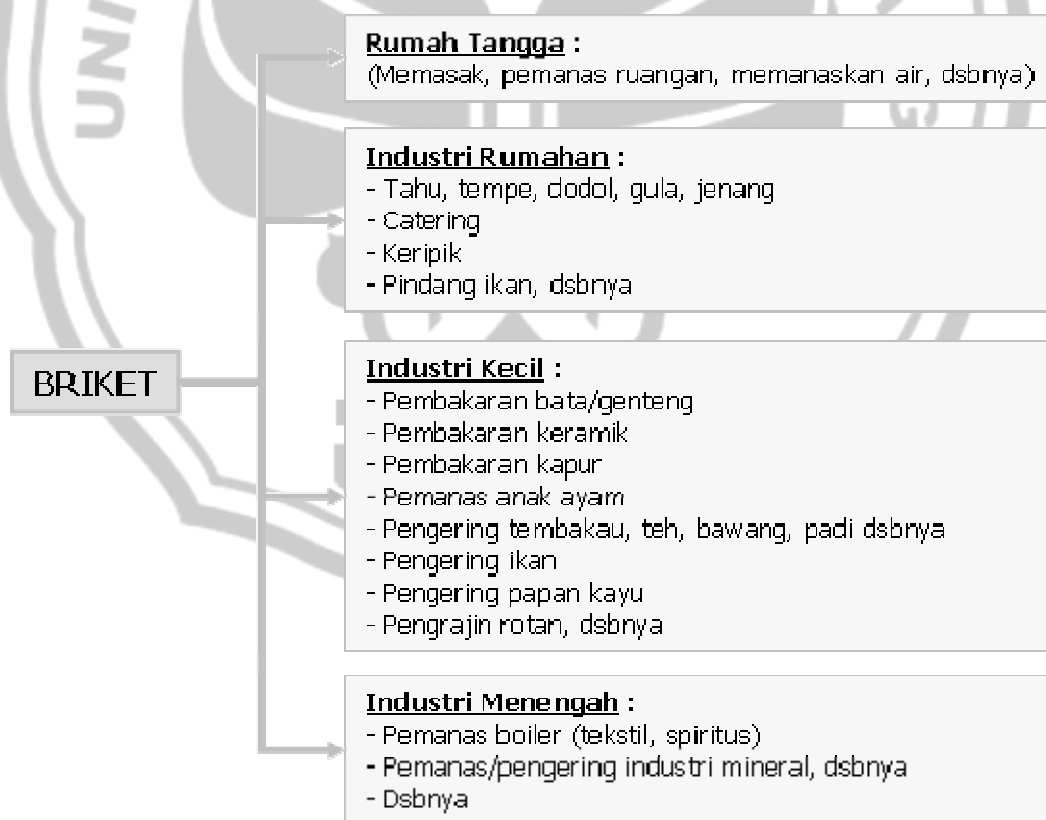 UNI
G
BRIKET
Rumah Tangga :
(Memasak, pemanas ruangan, memanaskan air, dsbnya)
Industri Rumahan :
- Tahu, tempe, dodol, gula, jenang
- Catering
- Keripik
- Pindang ikan, dsbnya
Industri Kecil :
- Pembakaran bata/genteng
- Pembakaran keramik
- Pembakaran kapur
- Pemanas anak ayam
- Pengering tembakau, teh, bawang, padi dsbnya
- Pengering ikan
- Pengering papan kayu
- Pengrajin rotan, dsbnya
Industri Menengah :
- Pemanas boiler (tekstil, spiritus)
- Pemanas/pengering industri mineral, dsbnya
- Dsbnya